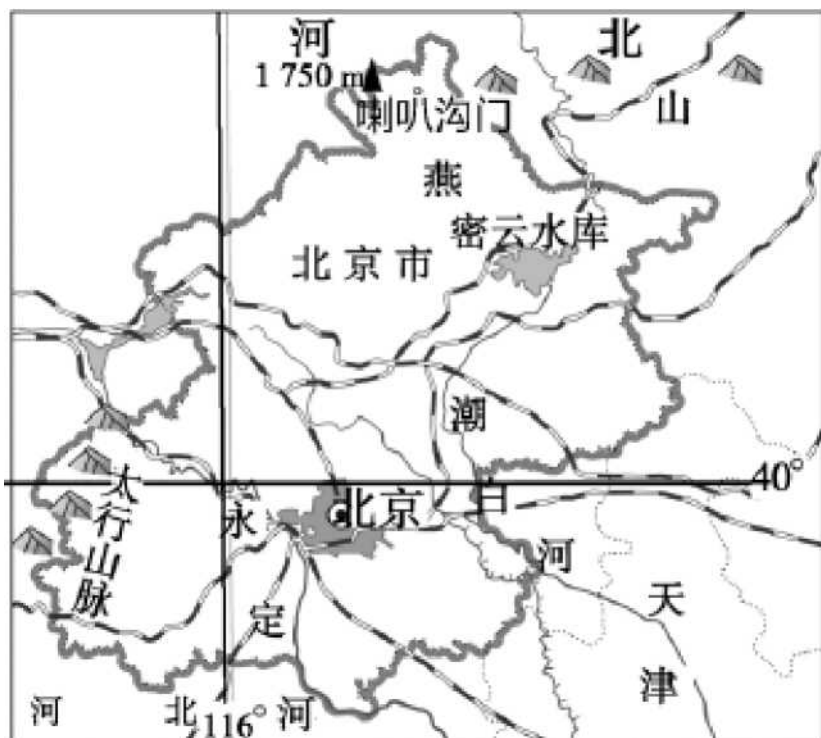 河
北
1 750 m
喇叭沟门
山
燕
密云水库
北京市
潮
40°
太行山脉
永
北京
白
河
定
天
津
河
北
116°
河